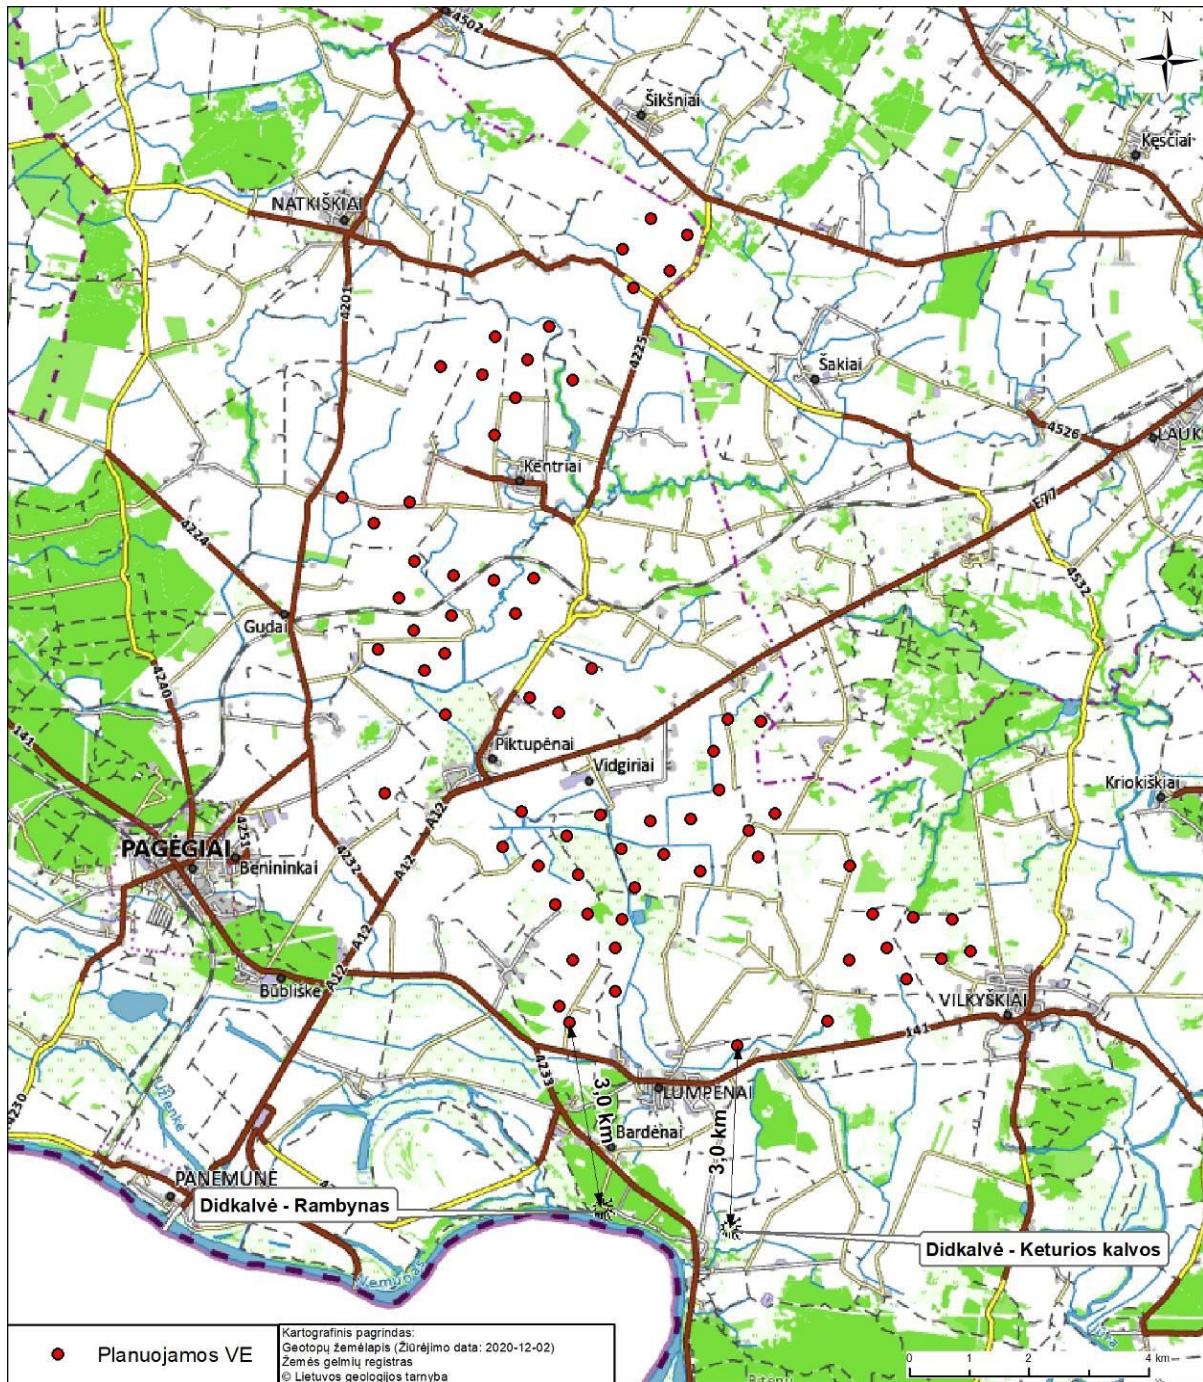 N
4502
Šikšniai
Kęsčiai
NATKIŠKIAI
4201
4225
Šakiai
4526
LAUK
Kentriai
E77
4224
4532
Gudai
4240
141
Piktupėnai
Vidgiriai
Kriokiškiai
A12
4251
PAGĖGIAI
Benininkai
4232
A12
A12
Būbliškė
A12
VILKYŠKIAI
141
4233
3,0 km
LUMPĖNAI
3,0 km
Bardėnai
Užlenkė
4230
PANEMUNĖ
Didkalvė - Rambynas
Didkalvė - Keturios kalvos
Nemunas
Planuojamos VE
Kartografinis pagrindas:
Geotopų žemėlapis (Žiūrėjimo data: 2020-12-02)
Žemės gelmių registras
© Lietuvos geologijos tarnyba
0 2 4 km